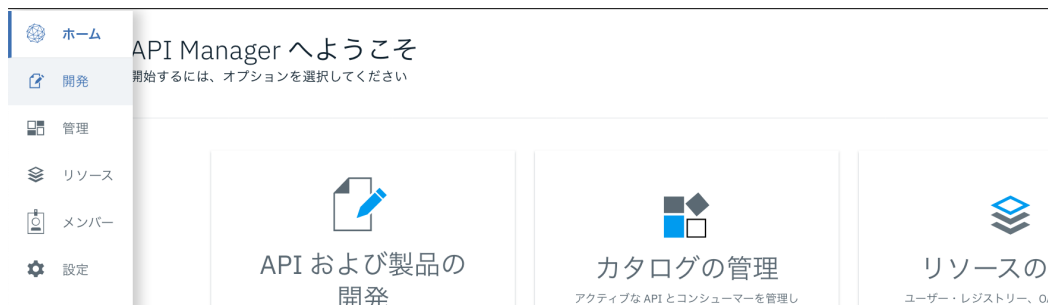 ホーム
開発
管理
リソース
メンバー
設定
API Manager へようこそ
開始するには、オプションを選択してください
API および製品の
開発
カタログの管理
アクティブな API とコンシューマーを管理し
リソースの
ユーザー・レジストリー、